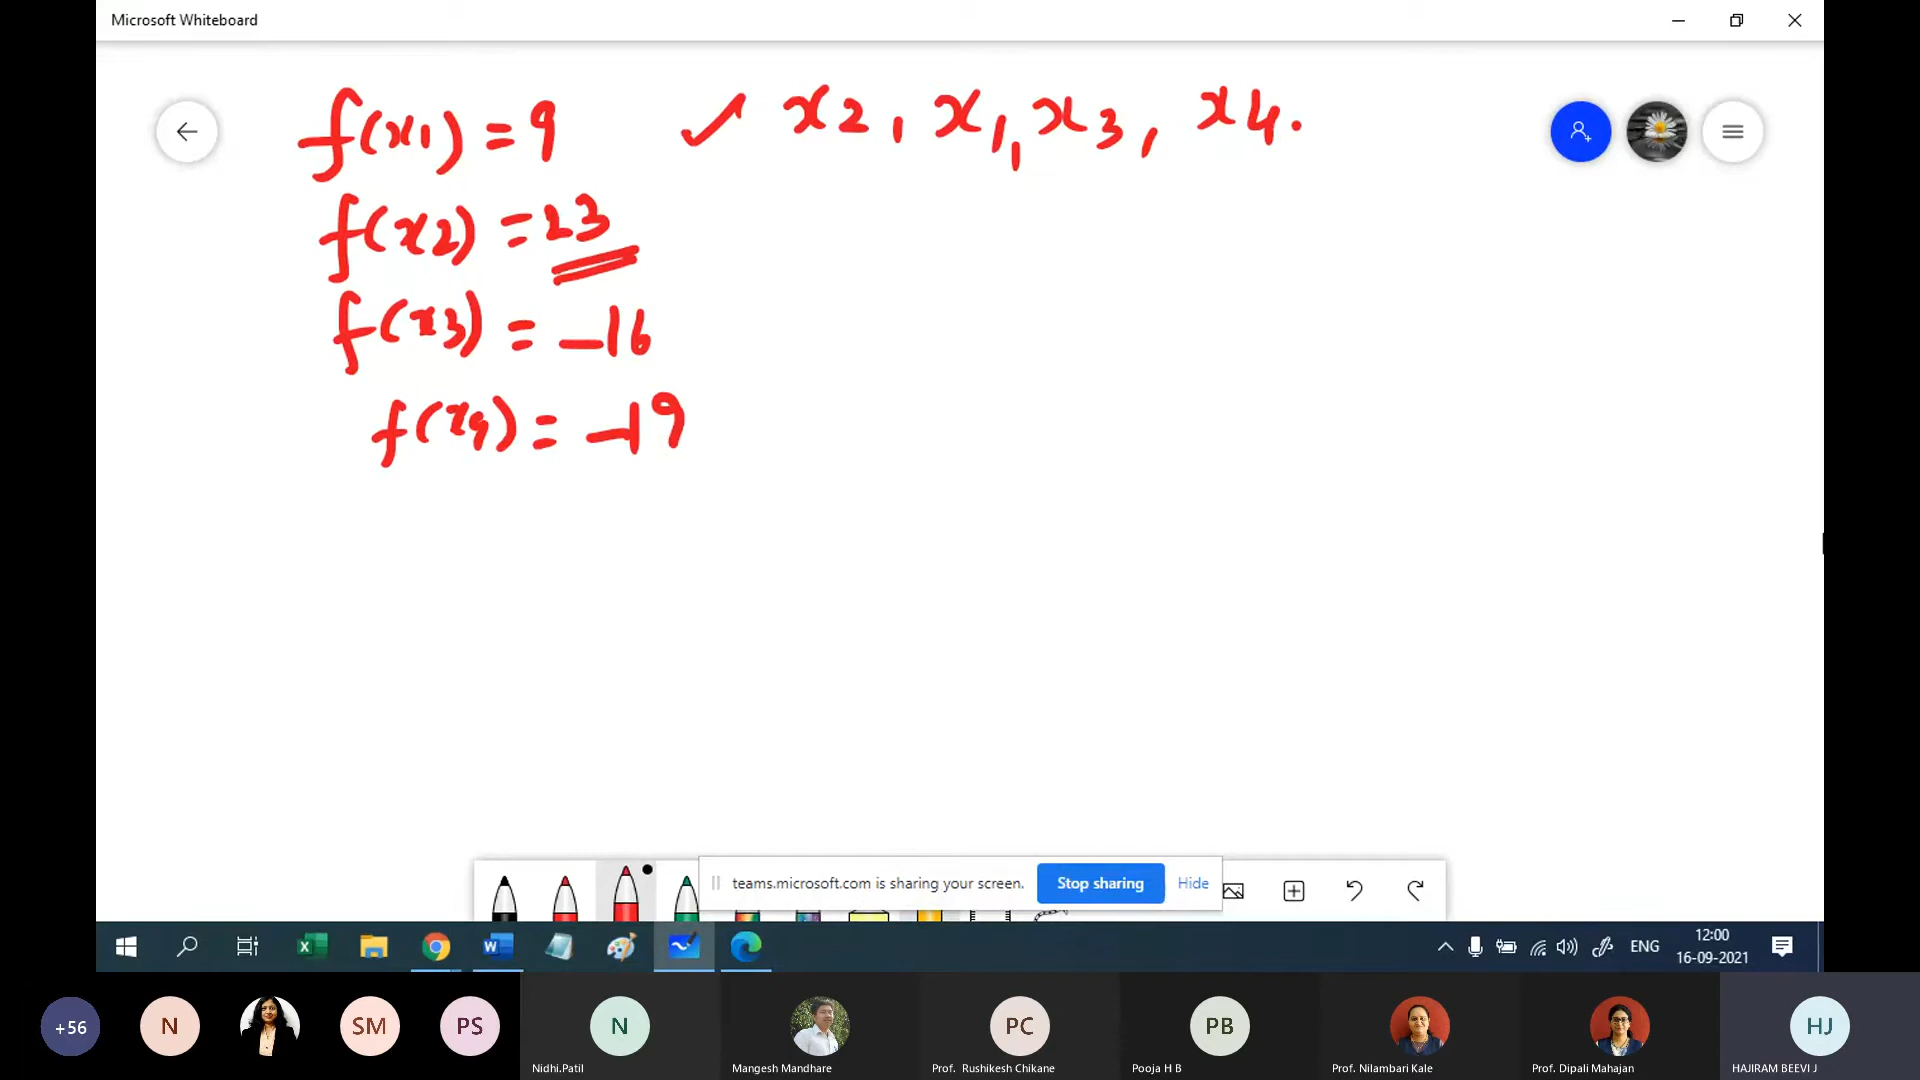 Microsoft Whiteboard
f(x1) = 9 ✓ x2, x1, x3, x4.
f(x2) = 23
f(x3) = -16
f(x4) = -19
teams.microsoft.com is sharing your screen. Stop sharing Hide
ENG 12:00
16-09-2021
+56 N SM PS N PC PB HJ
Nidhi.Patil Mangesh Mandhare Prof. Rushikesh Chikane Pooja H B Prof. Nilambari Kale Prof. Dipali Mahajan HAJIRAM BEEVI J